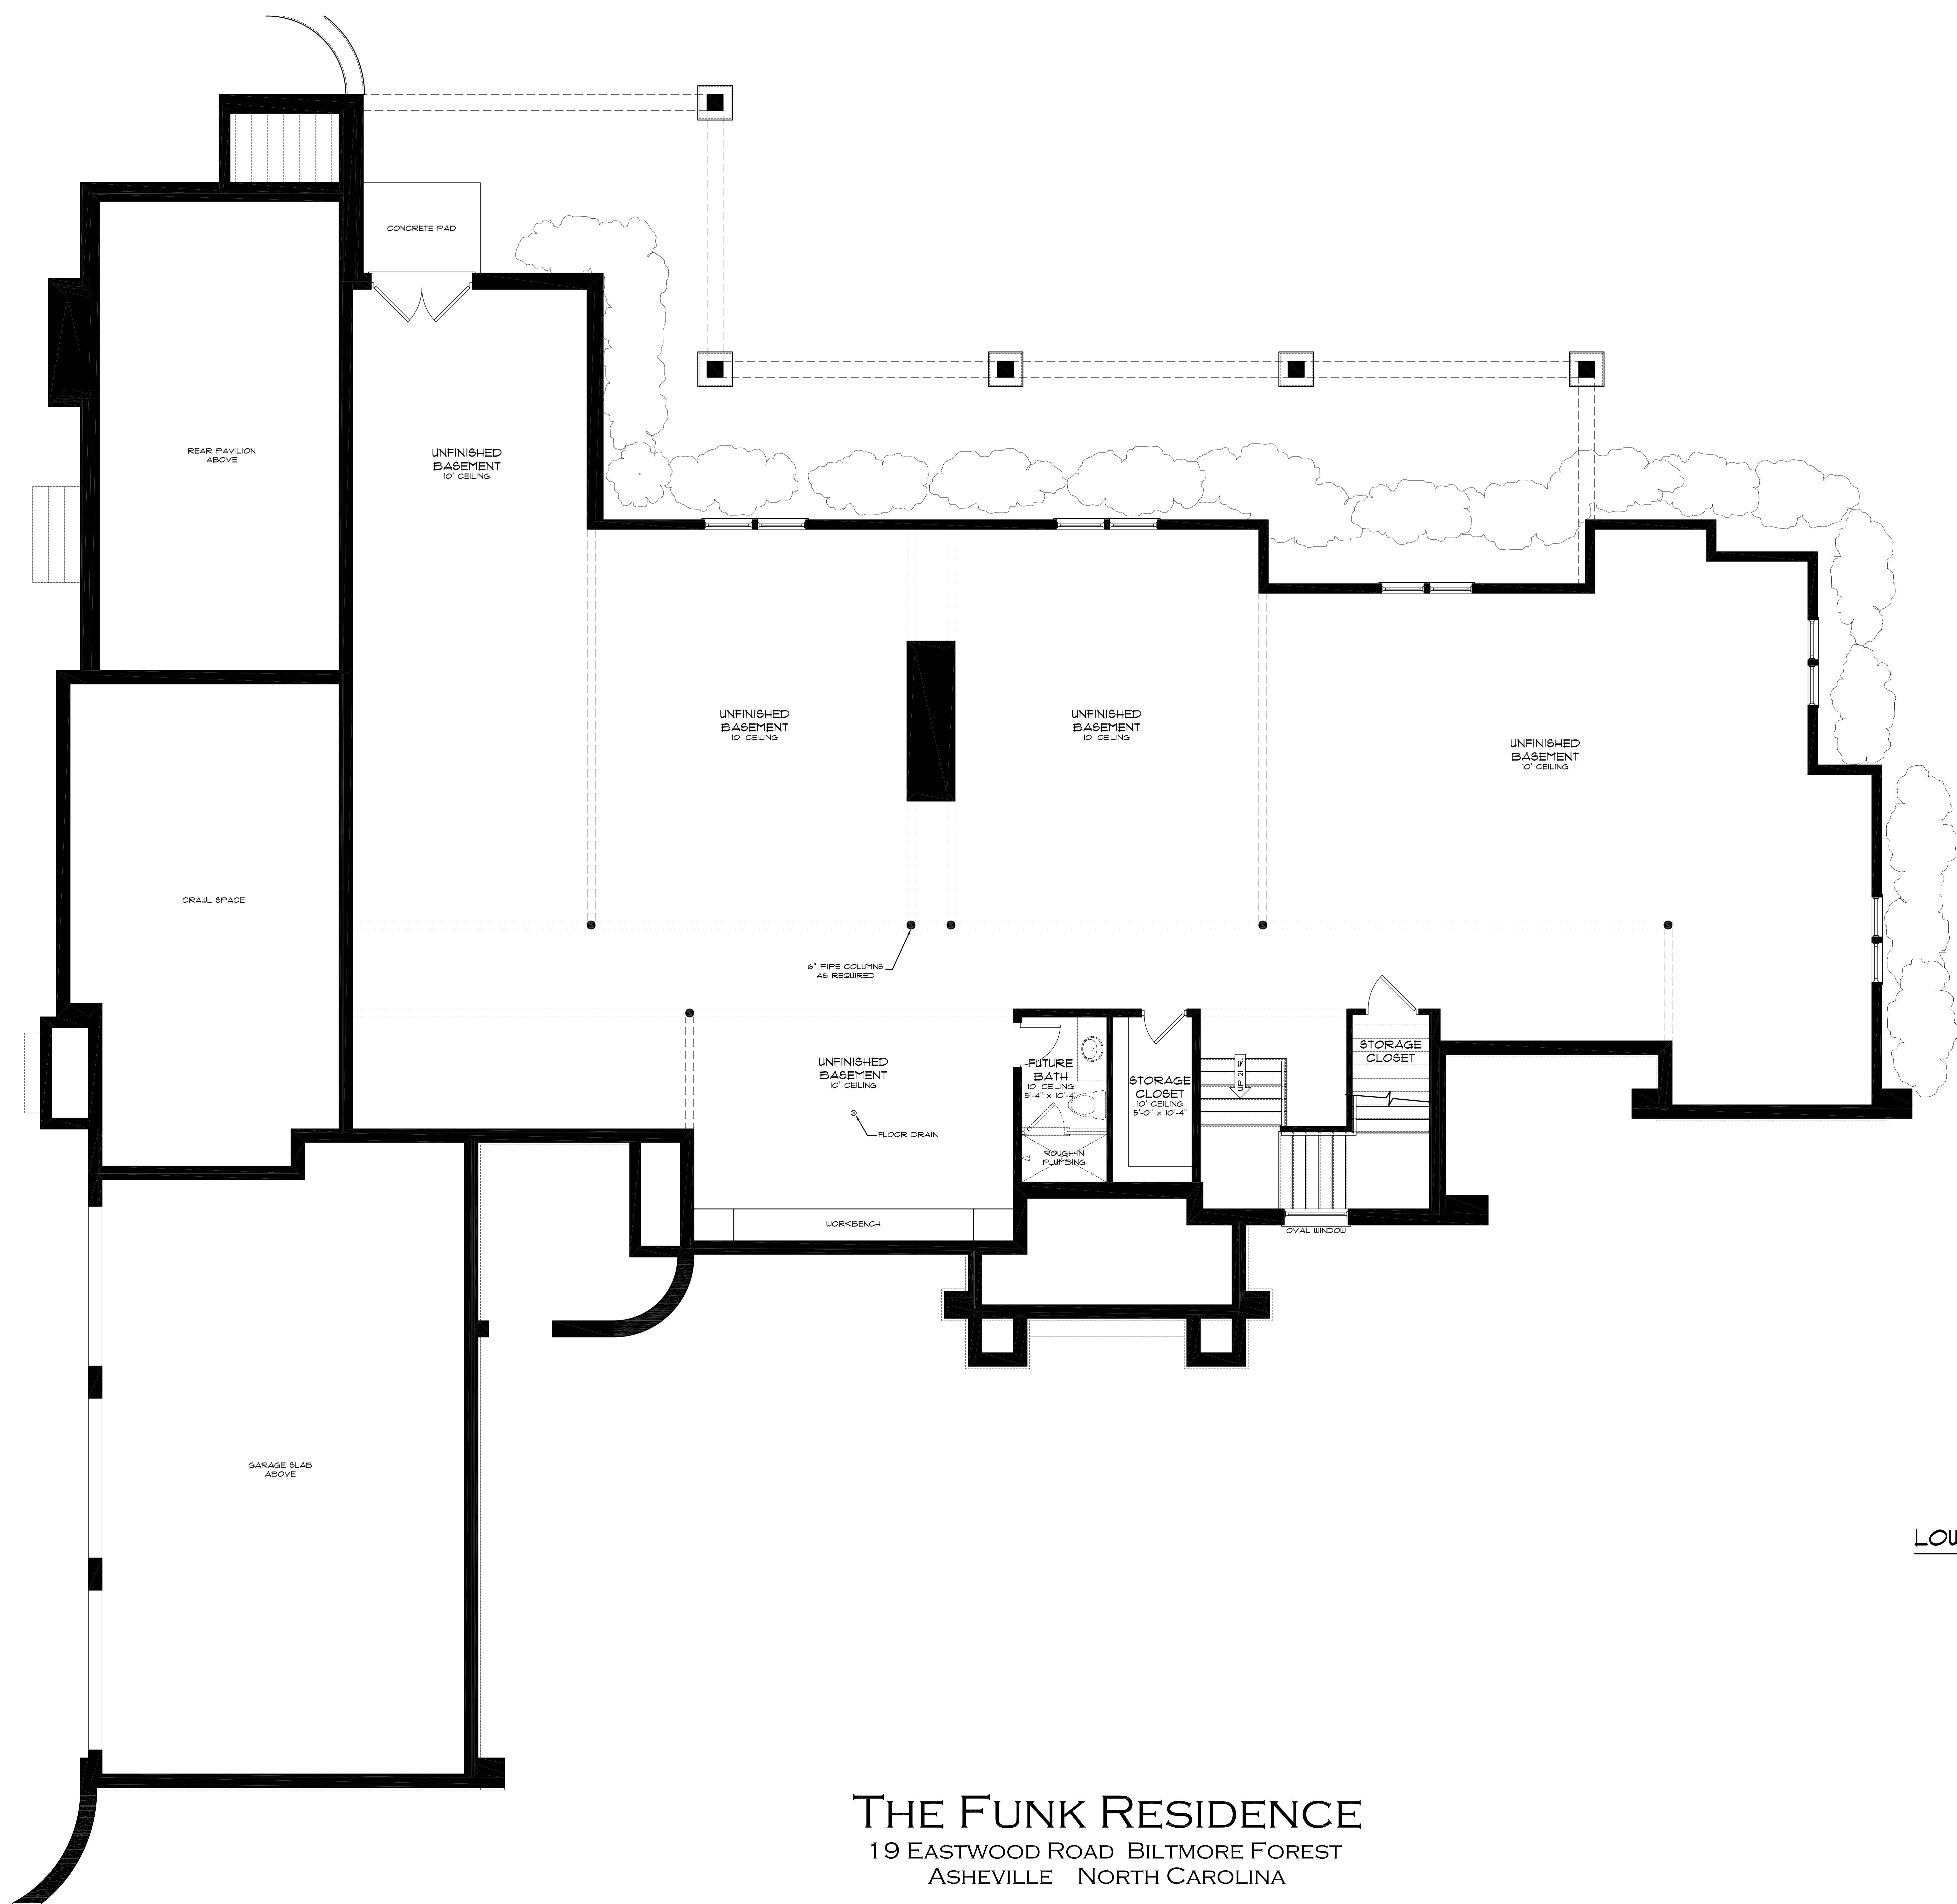 CONCRETE PAD
REAR PAVILION
ABOVE
UNFINISHED
BASEMENT
10' CEILING
UNFINISHED
BASEMENT
10' CEILING
UNFINISHED
BASEMENT
10' CEILING
UNFINISHED
BASEMENT
10' CEILING
CRAWL SPACE
6" PIPE COLUMNS
AS REQUIRED
UNFINISHED
BASEMENT
10' CEILING
FLOOR DRAIN
WORKBENCH
FUTURE
BATH
10' CEILING
5'-4" x 10'-4"
ROUGH-IN
PLUMBING
STORAGE
CLOSET
10' CEILING
5'-0" x 10'-4"
UP 21 R.
STORAGE
CLOSET
OVAL WINDOW
GARAGE SLAB
ABOVE
THE FUNK RESIDENCE
19 EASTWOOD ROAD BILTMORE FOREST
ASHEVILLE NORTH CAROLINA